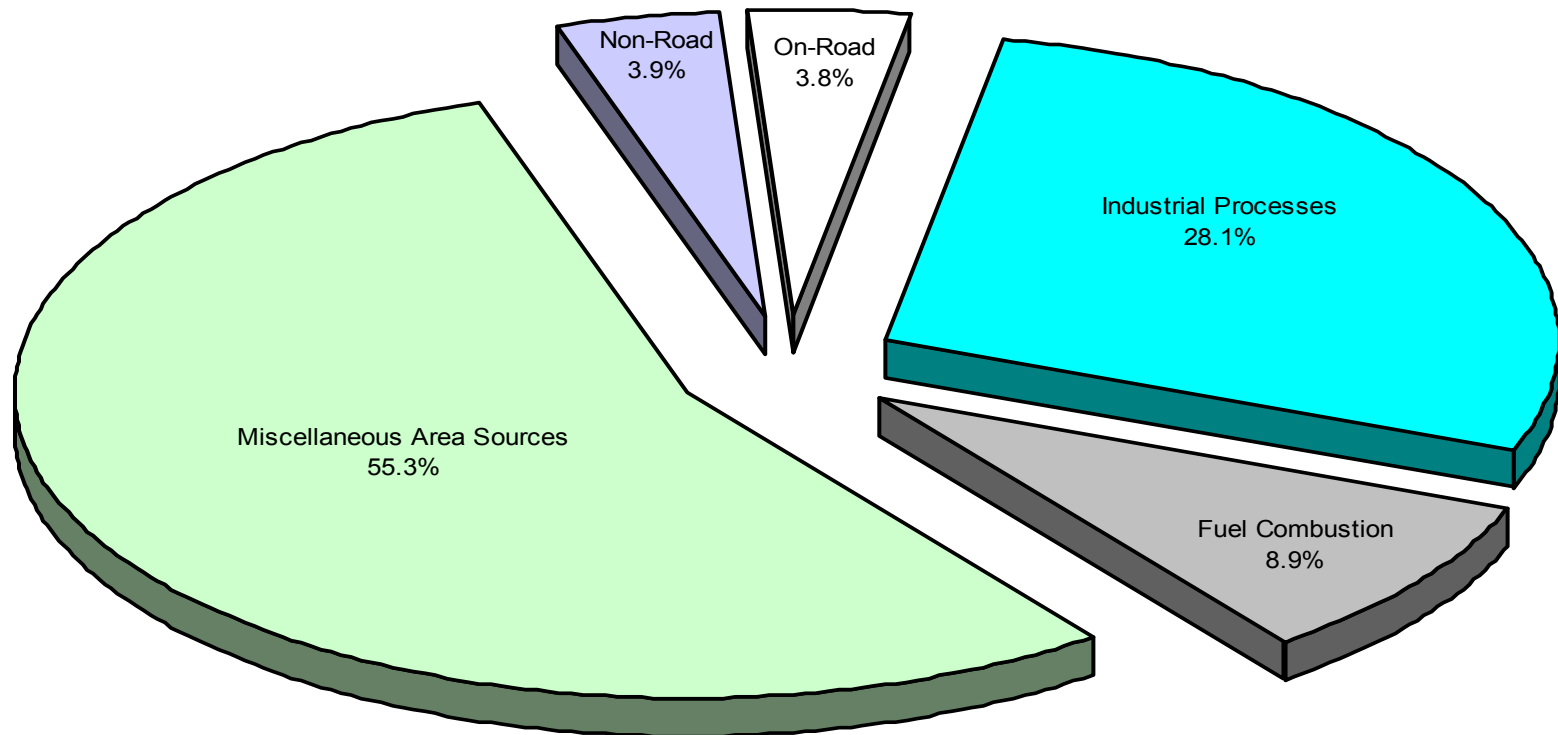 Non-Road
3.9%
On-Road
3.8%
Industrial Processes
28.1%
Miscellaneous Area Sources
55.3%
Fuel Combustion
8.9%